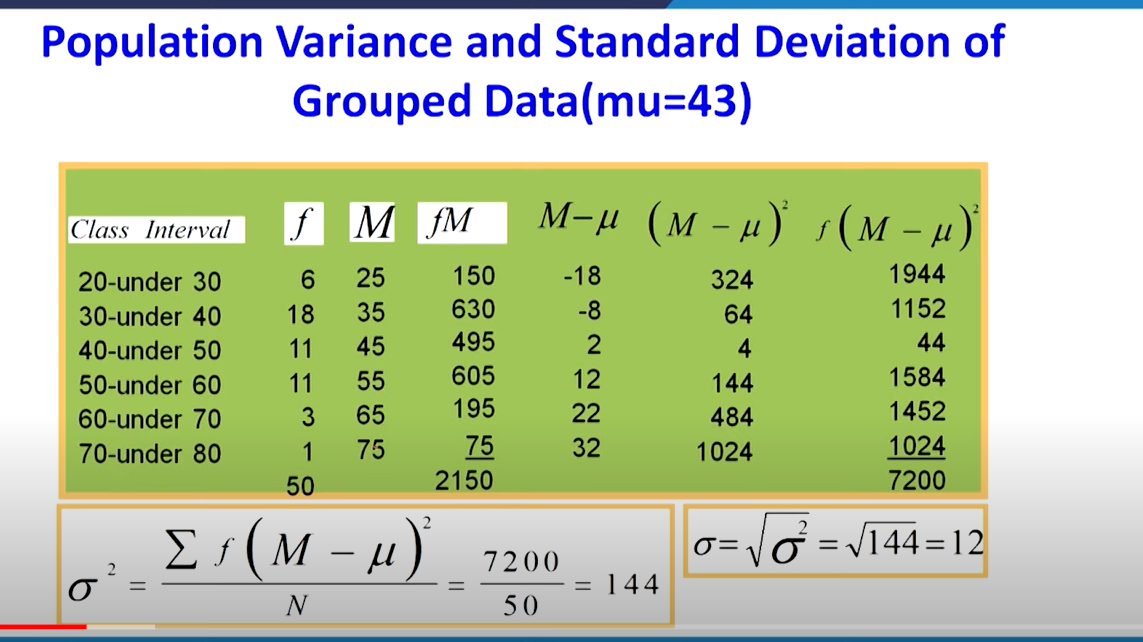 Population Variance and Standard Deviation of
Grouped Data(mu=43)
Class Interval f M fM M−μ (M − μ)² f(M − μ)²
20-under 30 6 25 150 -18 324 1944
30-under 40 18 35 630 -8 64 1152
40-under 50 11 45 495 2 4 44
50-under 60 11 55 605 12 144 1584
60-under 70 3 65 195 22 484 1452
70-under 80 1 75 75 32 1024 1024
50 2150 7200
σ² = ∑ f(M − μ)² / N = 7200 / 50 = 144
σ = √σ² = √144 = 12